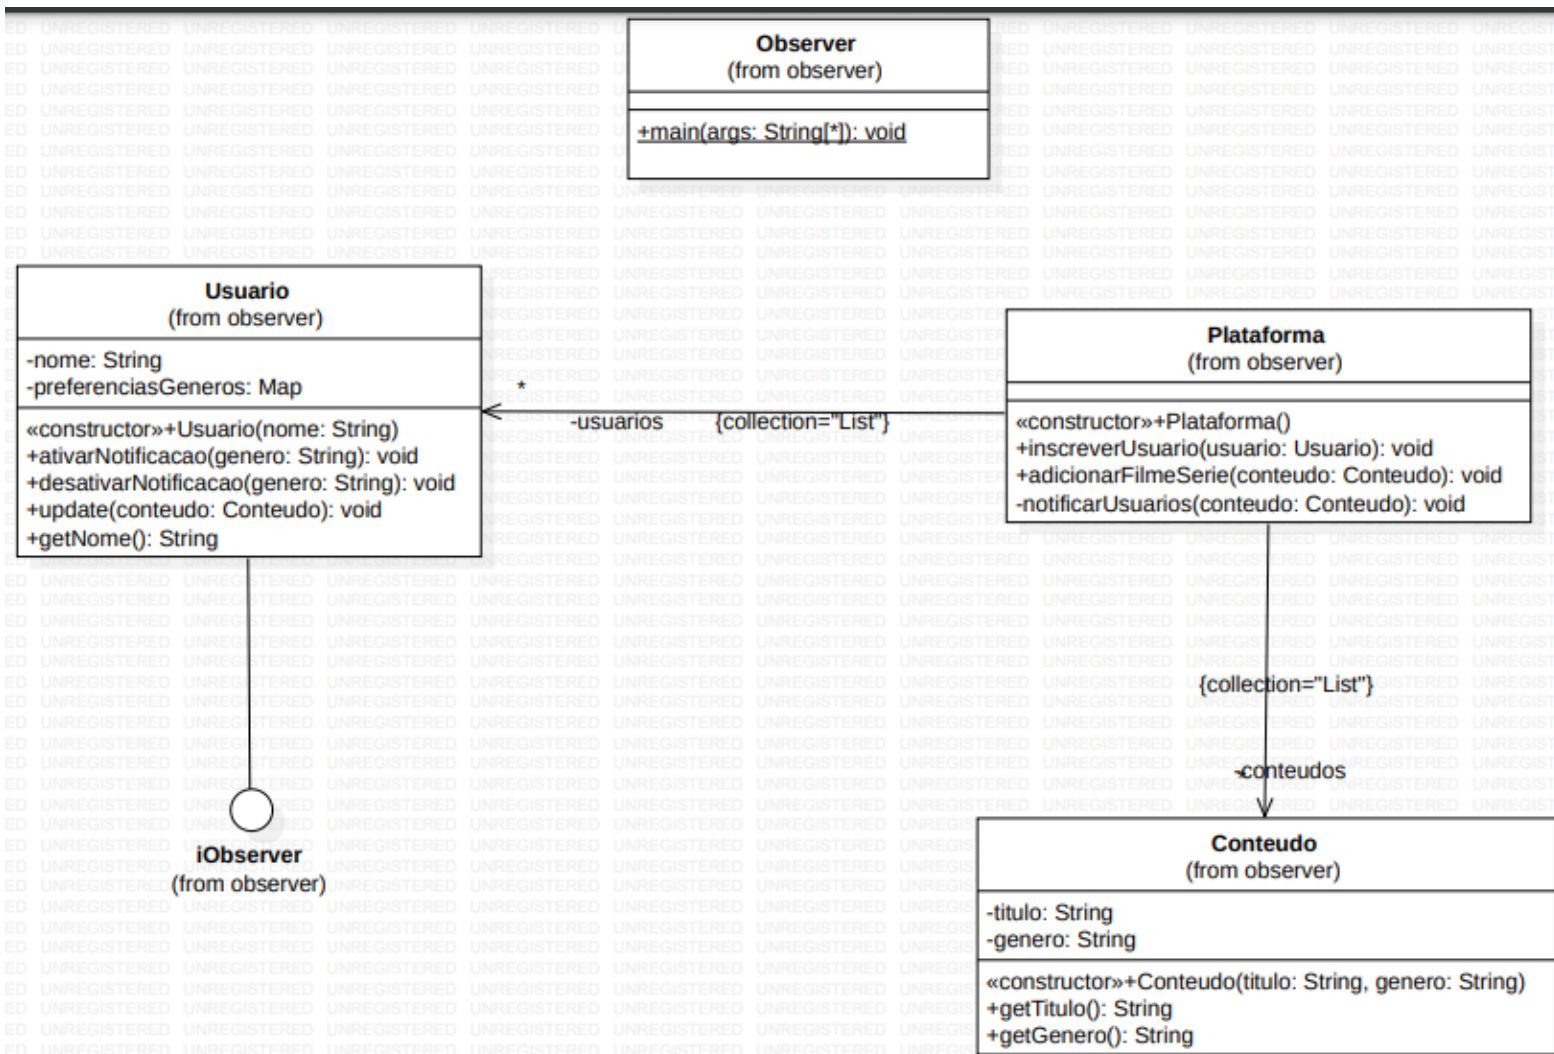 Observer
(from observer)
+main(args: String[*]): void
Usuario
(from observer)
-nome: String
-preferenciasGeneros: Map
«constructor»+Usuario(nome: String)
+ativarNotificacao(genero: String): void
+desativarNotificacao(genero: String): void
+update(conteudo: Conteudo): void
+getNome(): String
*
-usuarios
{collection="List"}
Plataforma
(from observer)
«constructor»+Plataforma()
+inscreverUsuario(usuario: Usuario): void
+adicionarFilmeSerie(conteudo: Conteudo): void
-notificarUsuarios(conteudo: Conteudo): void
{collection="List"}
-conteudos
*
iObserver
(from observer)
Conteudo
(from observer)
-titulo: String
-genero: String
«constructor»+Conteudo(titulo: String, genero: String)
+getTitulo(): String
+getGenero(): String
UNREGISTERED